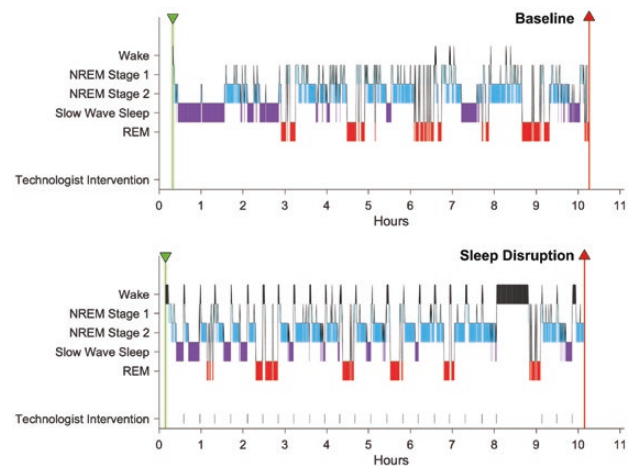 Baseline
Wake
NREM Stage 1
NREM Stage 2
Slow Wave Sleep
REM
Technologist Intervention
0 1 2 3 4 5 6 7 8 9 10 11
Hours
Sleep Disruption
Wake
NREM Stage 1
NREM Stage 2
Slow Wave Sleep
REM
Technologist Intervention
0 1 2 3 4 5 6 7 8 9 10 11
Hours